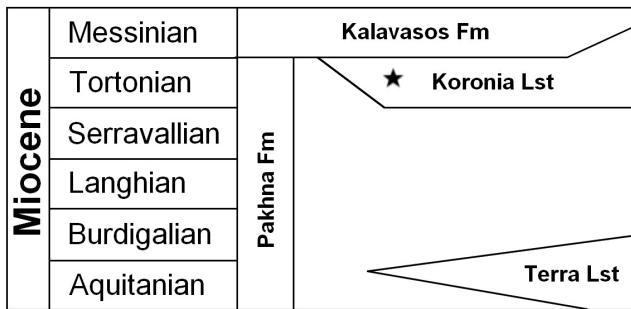 Miocene
Messinian
Tortonian
Serravallian
Langhian
Burdigalian
Aquitanian
Pakhna Fm
Kalavasos Fm
Koronia Lst
Terra Lst